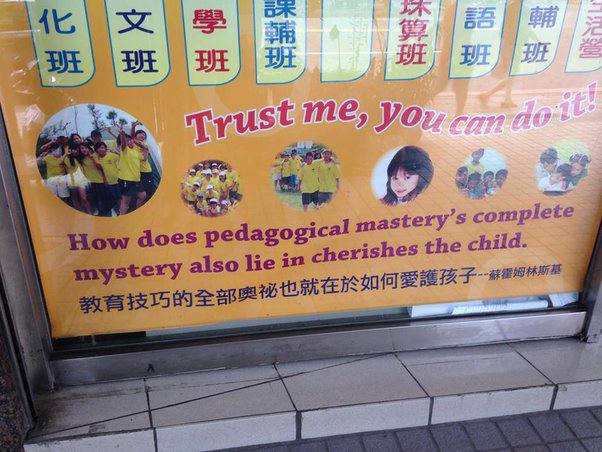 化班
文班
學班
課輔班
珠算班
語班
輔班
生活營
Trust me, you can do it!
How does pedagogical mastery's complete
mystery also lie in cherishes the child.
教育技巧的全部奧祕也就在於如何愛護孩子--蘇霍姆林斯基